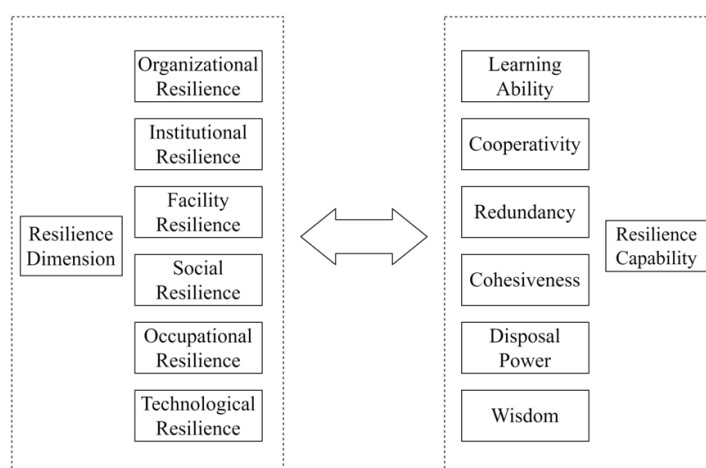 Resilience
Dimension
Organizational
Resilience
Institutional
Resilience
Facility
Resilience
Social
Resilience
Occupational
Resilience
Technological
Resilience
Learning
Ability
Cooperativity
Redundancy
Cohesiveness
Disposal
Power
Wisdom
Resilience
Capability